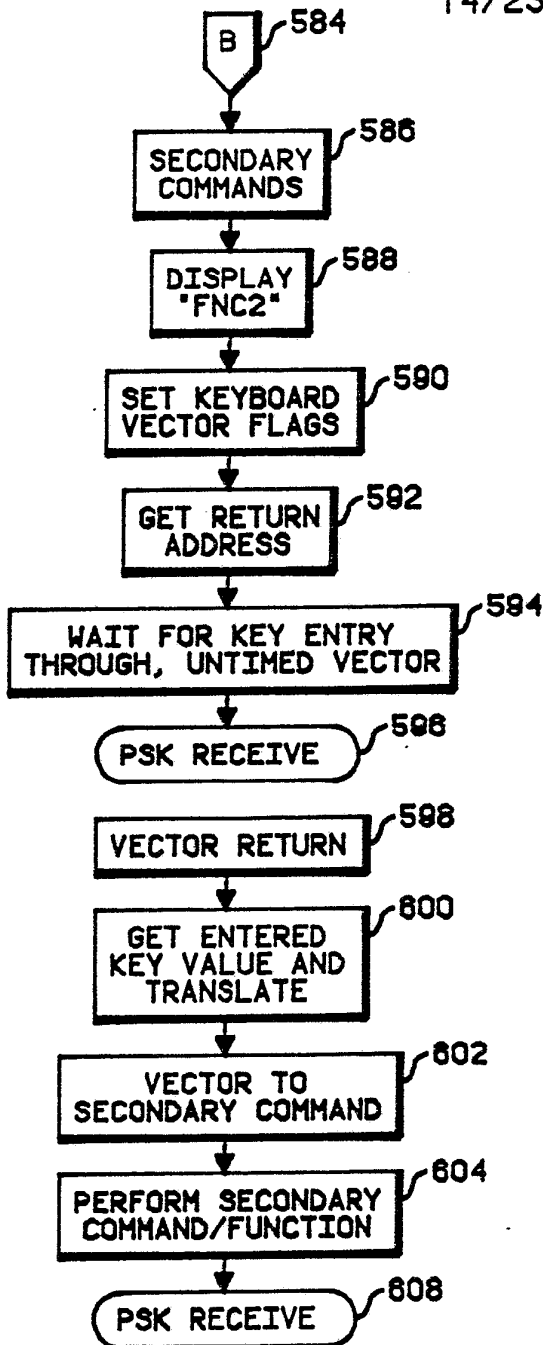 14/23
B
584
586
SECONDARY
COMMANDS
588
DISPLAY
"FNC2"
590
SET KEYBOARD
VECTOR FLAGS
592
GET RETURN
ADDRESS
594
WAIT FOR KEY ENTRY
THROUGH, UNTIMED VECTOR
596
PSK RECEIVE
598
VECTOR RETURN
600
GET ENTERED
KEY VALUE AND
TRANSLATE
602
VECTOR TO
SECONDARY COMMAND
604
PERFORM SECONDARY
COMMAND/FUNCTION
608
PSK RECEIVE